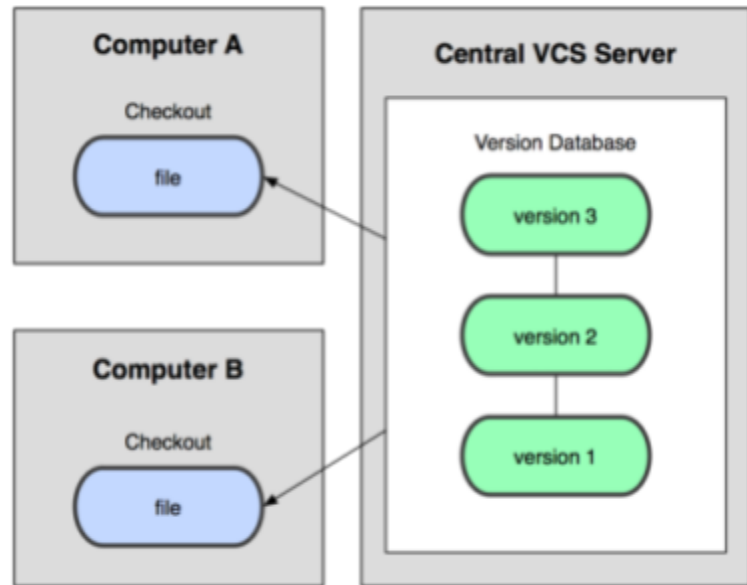 Computer A
Checkout
file
Computer B
Checkout
file
Central VCS Server
Version Database
version 3
version 2
version 1